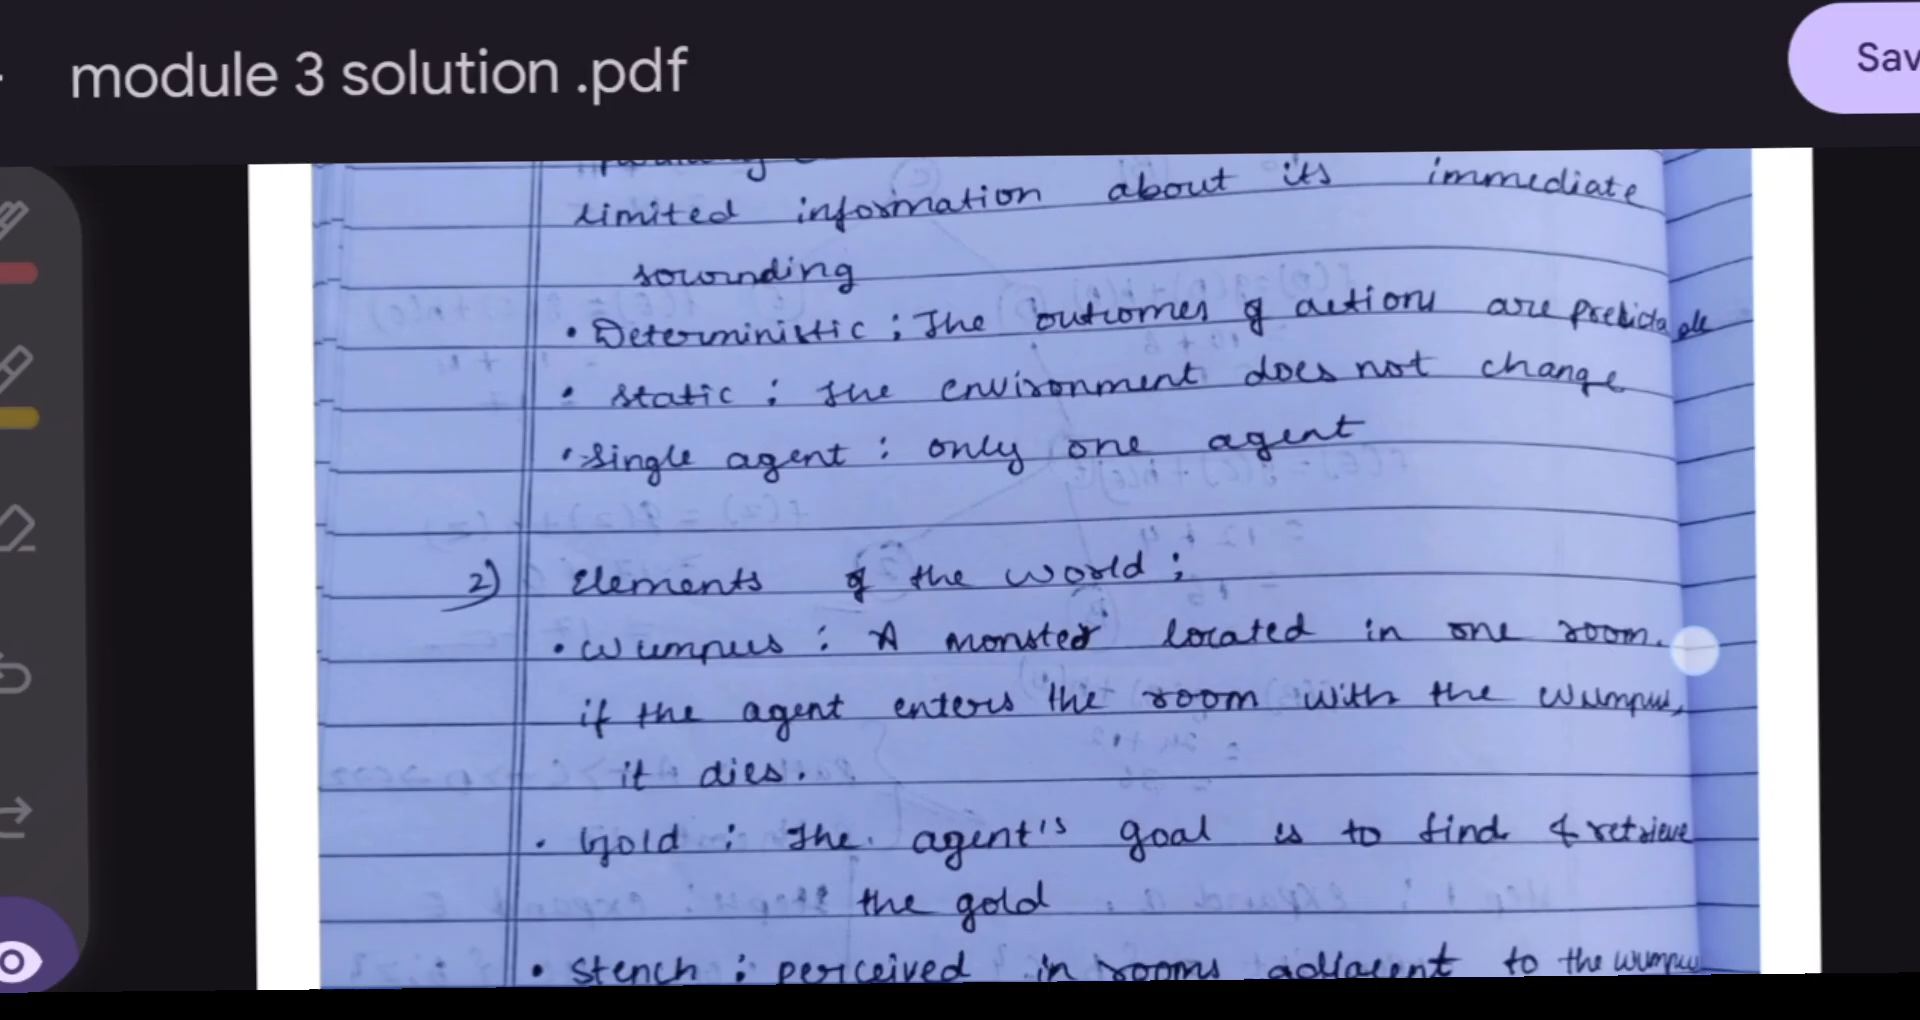 module 3 solution .pdf
Sav
limited information about its immediate
sournding
• Deterministic : The outcomes of actions are predictable
• static : The environment does not change
• Single agent : only one agent
2) Elements of the world :
• Wumpus : A monster located in one room.
if the agent enters the room with the wumpus,
it dies.
• Gold : The agent's goal is to find & retrieve
the gold
• Stench : perceived in rooms adjacent to the wumpus